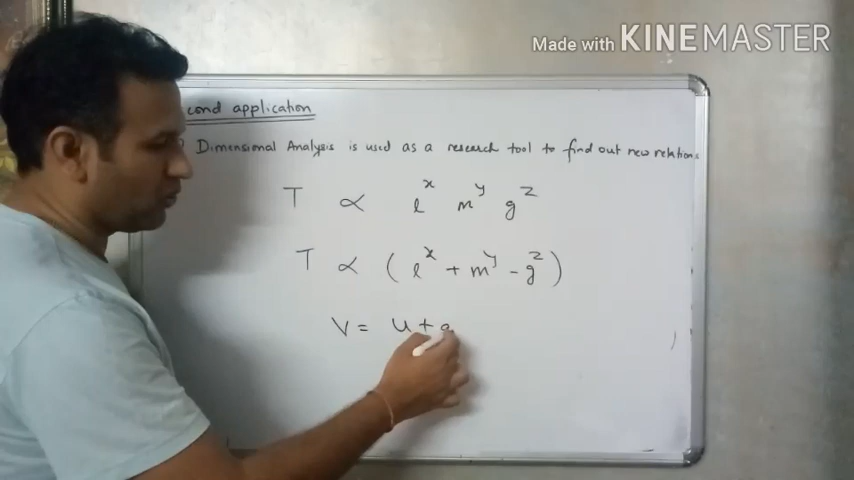 Made with KINEMASTER
cond application
Dimensional Analysis is used as a research tool to find out new relations
T ∝ l^x m^y g^z
T ∝ (l^x + m^y - g^z)
V = u + a